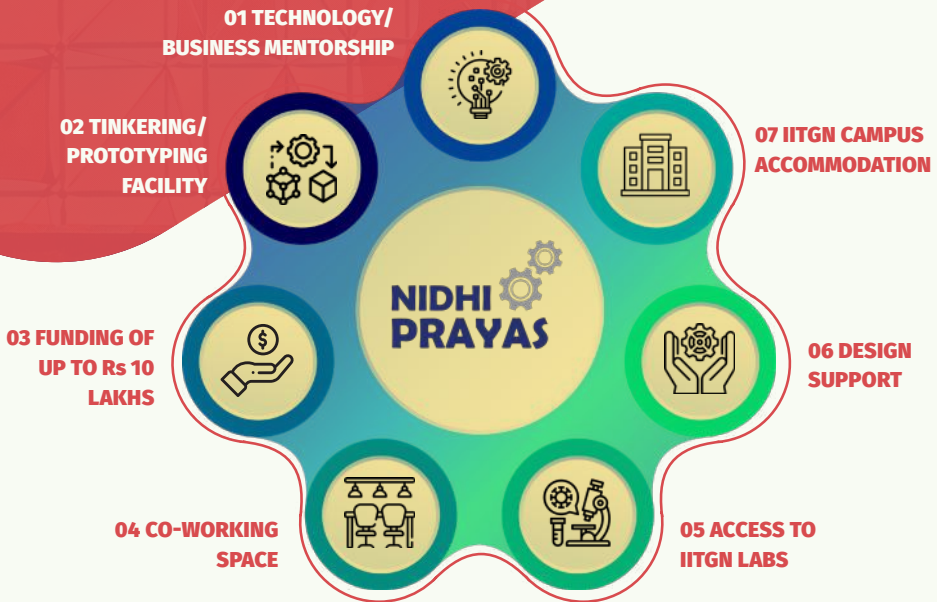 01 TECHNOLOGY/
BUSINESS MENTORSHIP
02 TINKERING/
PROTOTYPING
FACILITY
03 FUNDING OF
UP TO Rs 10
LAKHS
04 CO-WORKING
SPACE
05 ACCESS TO
IITGN LABS
06 DESIGN
SUPPORT
07 IITGN CAMPUS
ACCOMMODATION
NIDHI
PRAYAS
$